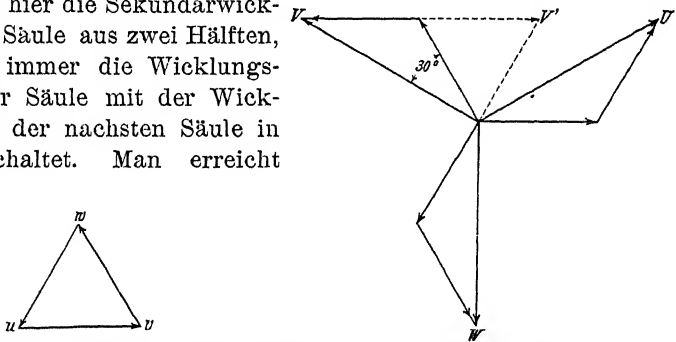 hier die Sekundärwick-
Säule aus zwei Hälften,
immer die Wicklungs-
r Säule mit der Wick-
der nachsten Säule in
chaltet. Man erreicht
V
V'
U
30°
W
w
u
v